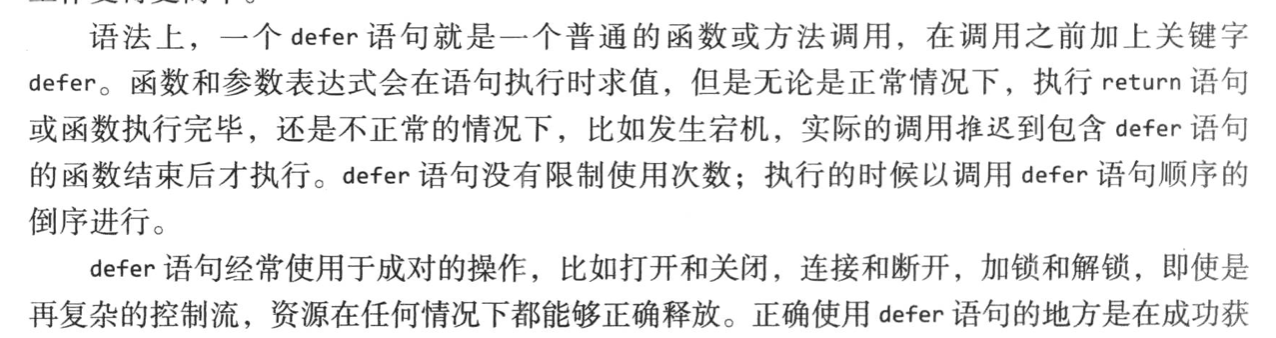 语法上，一个 defer 语句就是一个普通的函数或方法调用，在调用之前加上关键字
defer。函数和参数表达式会在语句执行时求值，但是无论是正常情况下，执行 return 语句
或函数执行完毕，还是不正常的情况下，比如发生宕机，实际的调用推迟到包含 defer 语句
的函数结束后才执行。defer 语句没有限制使用次数；执行的时候以调用 defer 语句顺序的
倒序进行。
defer 语句经常使用于成对的操作，比如打开和关闭，连接和断开，加锁和解锁，即使是
再复杂的控制流，资源在任何情况下都能够正确释放。正确使用 defer 语句的地方是在成功获